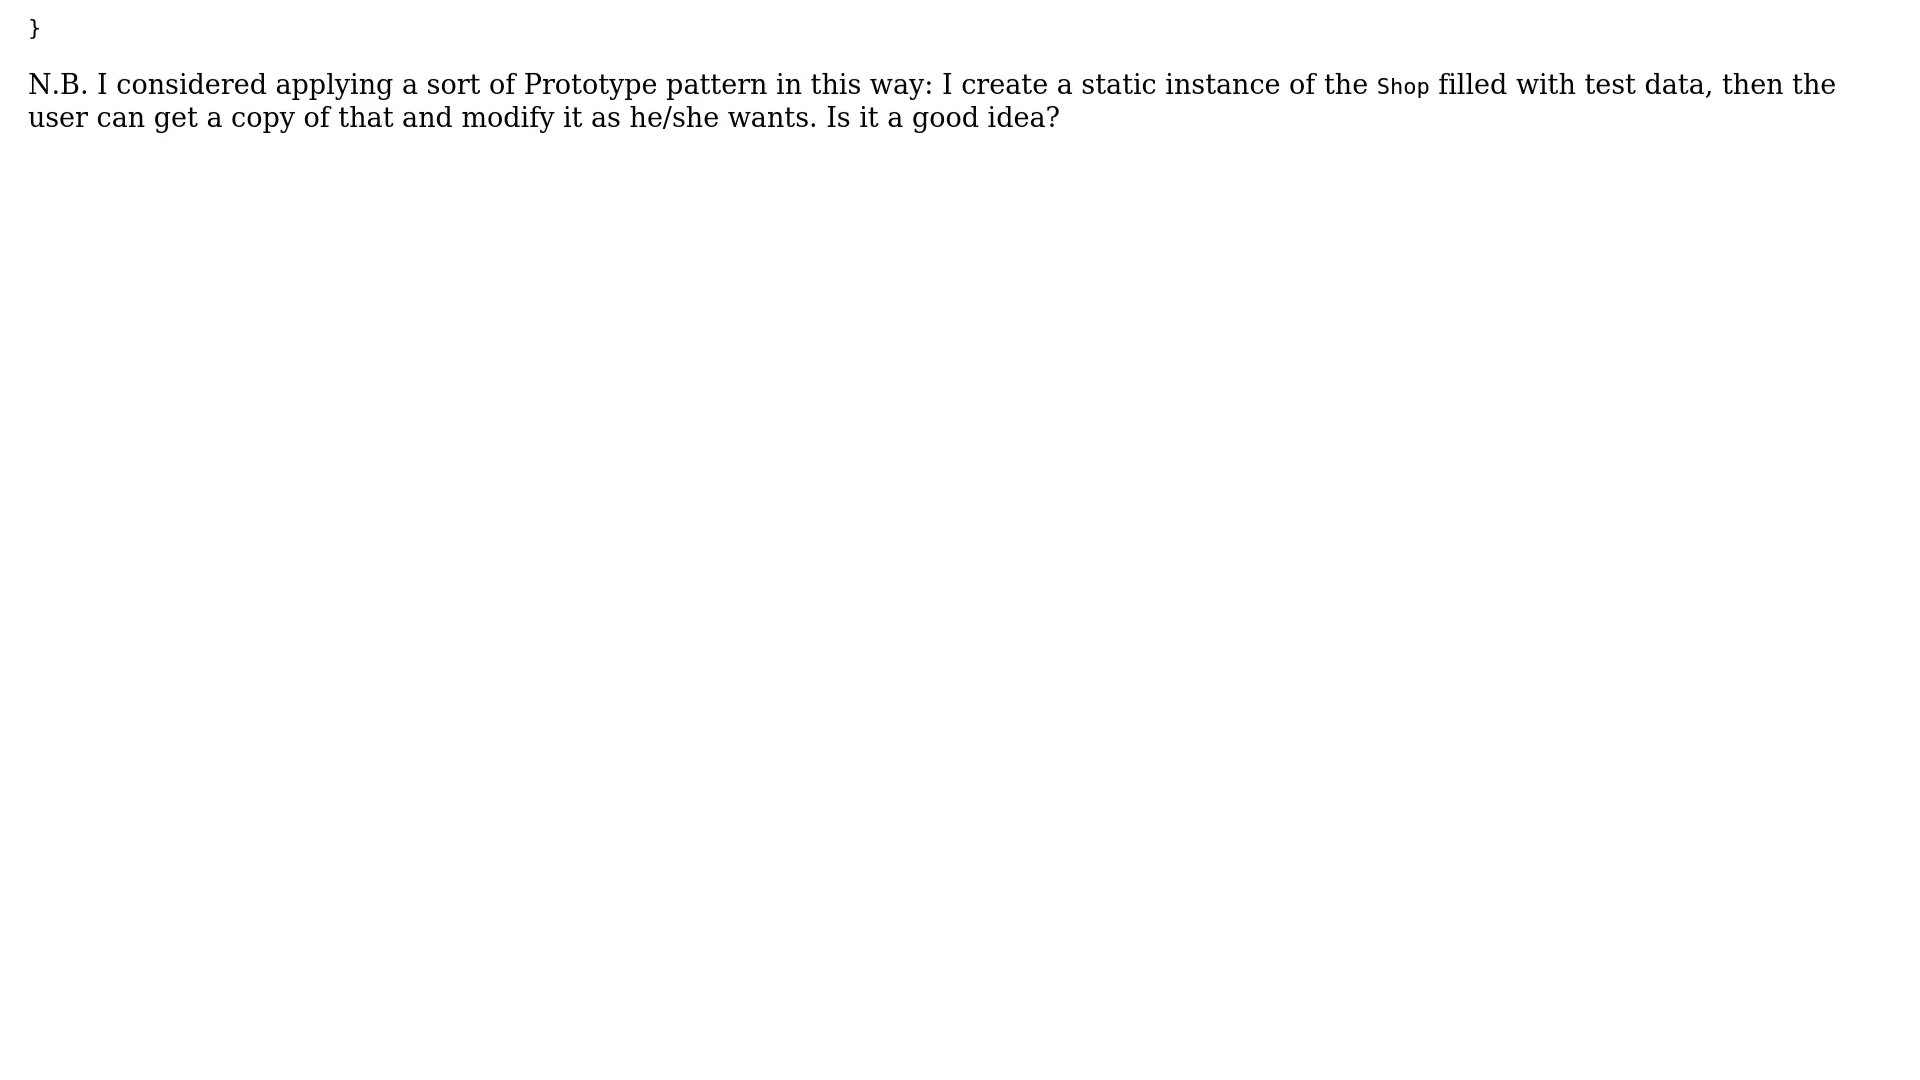 }
N.B. I considered applying a sort of Prototype pattern in this way: I create a static instance of the Shop filled with test data, then the
user can get a copy of that and modify it as he/she wants. Is it a good idea?